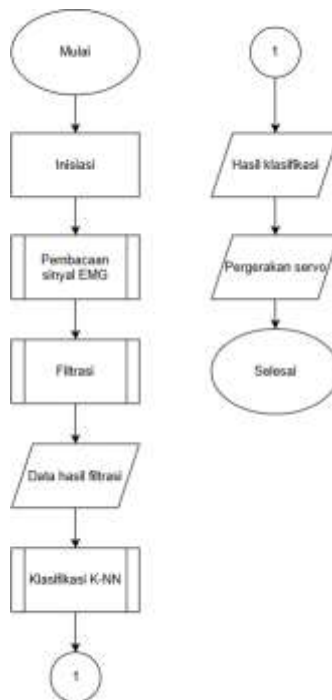 Mulai
Inisiasi
Pembacaan
sinyal EMG
Filtrasi
Data hasil filtrasi
Klasifikasi K-NN
1
1
Hasil klasifikasi
Pergerakan servo
Selesai